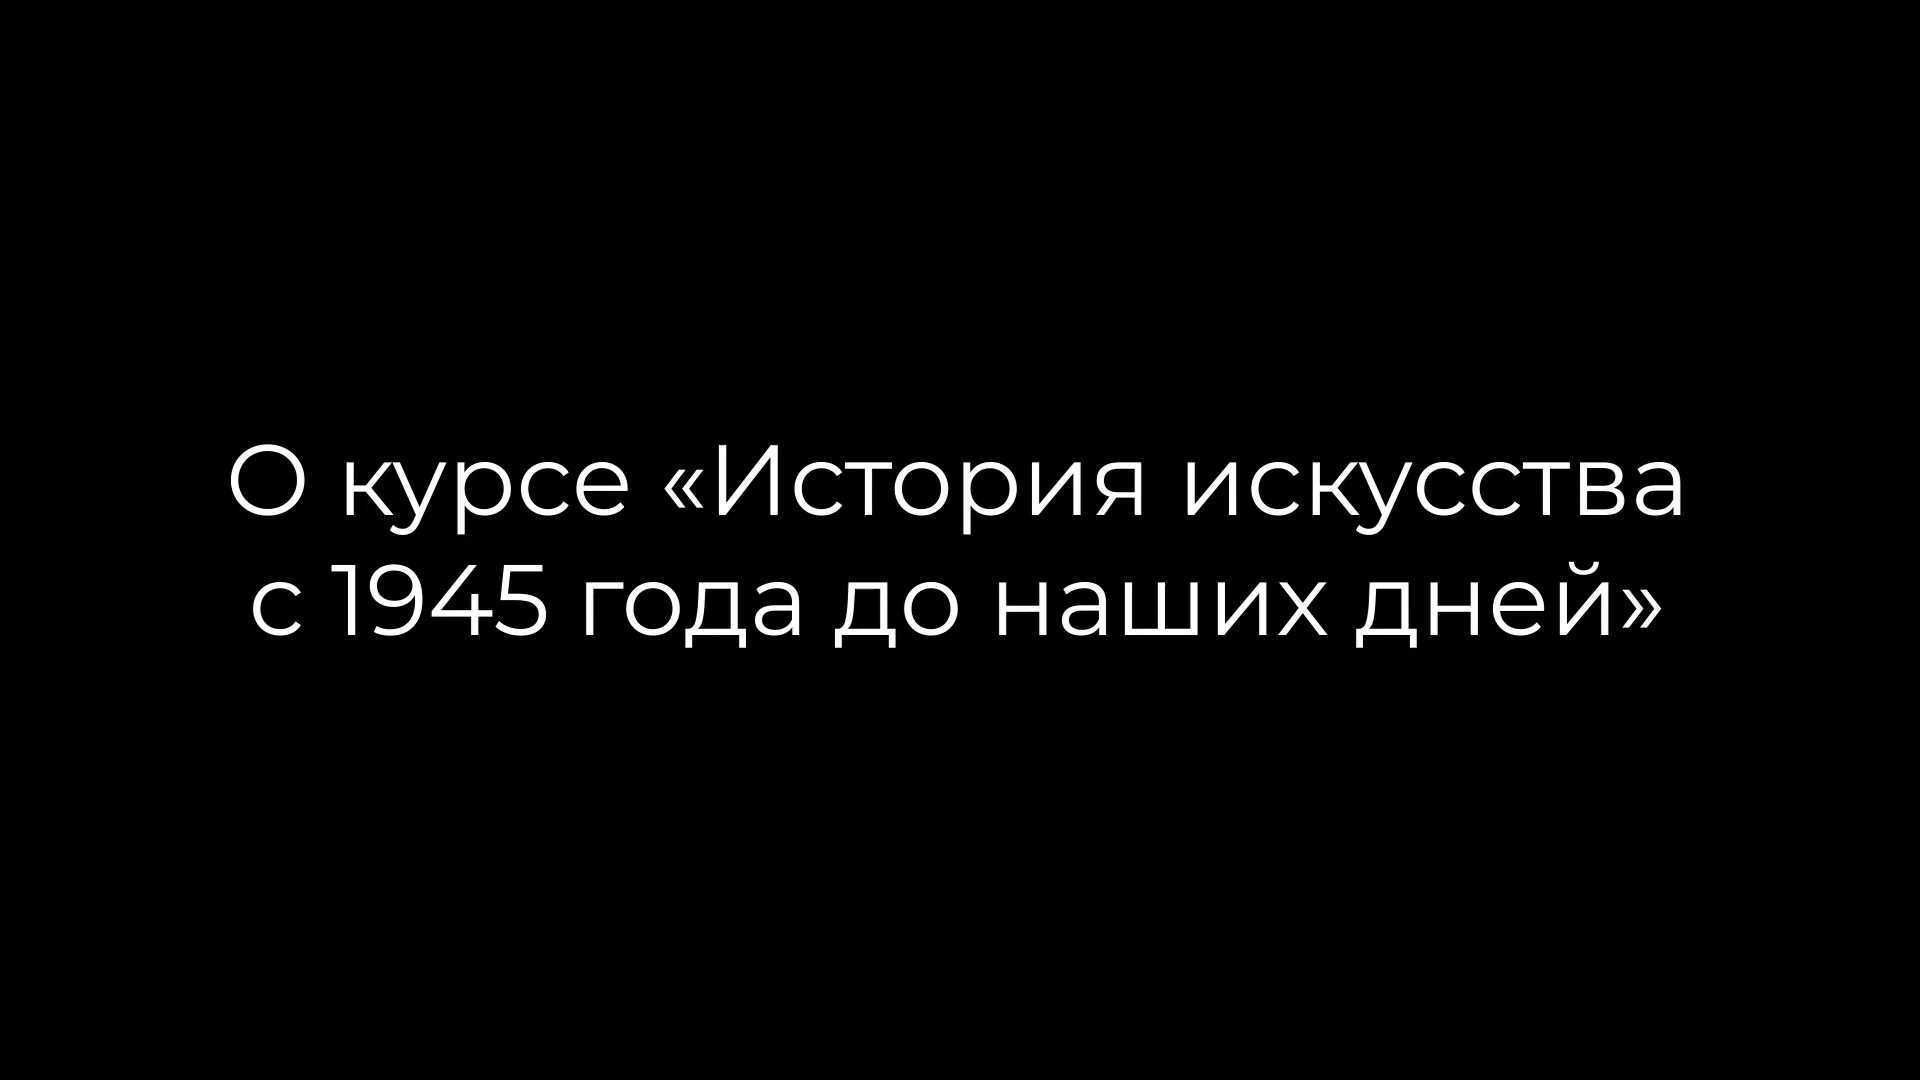 О курсе «История искусства
с 1945 года до наших дней»